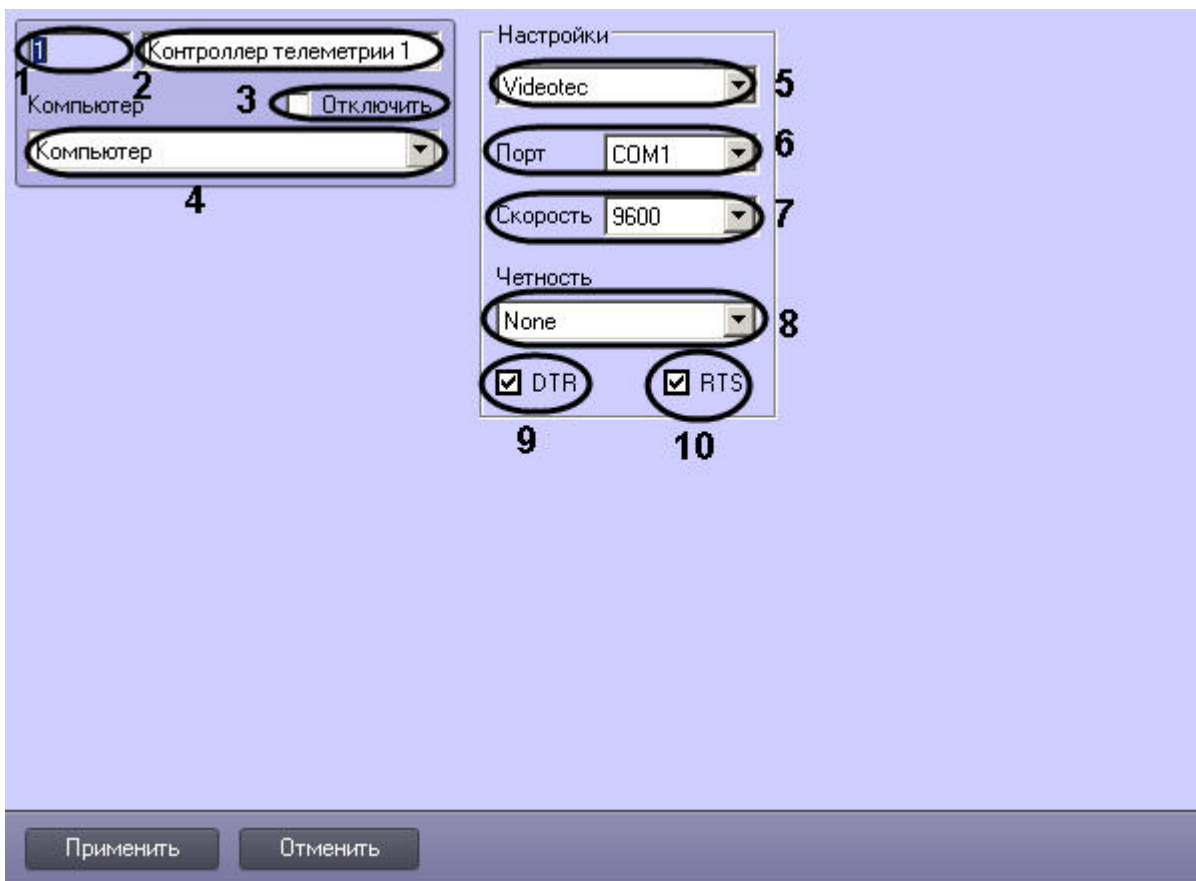 1
Контроллер телеметрии 1
1
2
Компьютер
3
Отключить
Компьютер
4
Настройки
Videotec
5
Порт
COM1
6
Скорость
9600
7
Четность
None
8
DTR
RTS
9
10
Применить
Отменить